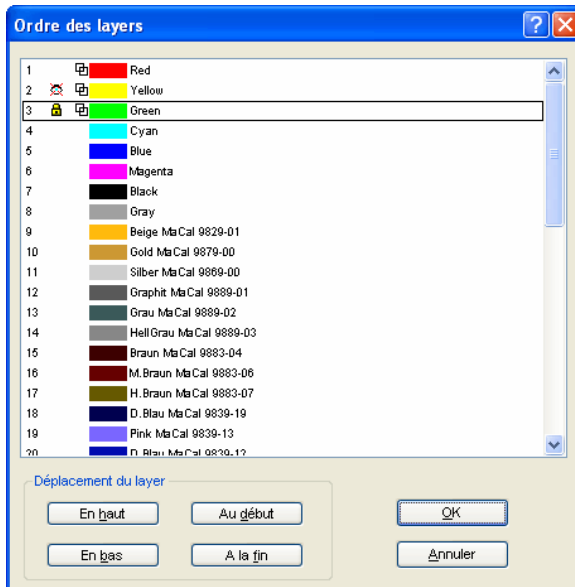 Ordre des layers
1 Red
2 Yellow
3 Green
4 Cyan
5 Blue
6 Magenta
7 Black
8 Gray
9 Beige MaCal 9829-01
10 Gold MaCal 9879-00
11 Silber MaCal 9869-00
12 Graphit MaCal 9889-01
13 Grau MaCal 9889-02
14 HellGrau MaCal 9889-03
15 Braun MaCal 9883-04
16 M.Braun MaCal 9883-06
17 H.Braun MaCal 9883-07
18 D.Blau MaCal 9839-19
19 Pink MaCal 9839-13
20 D.Blau MaCal 9839-12
Déplacement du layer
En haut Au début OK
En bas A la fin Annuler